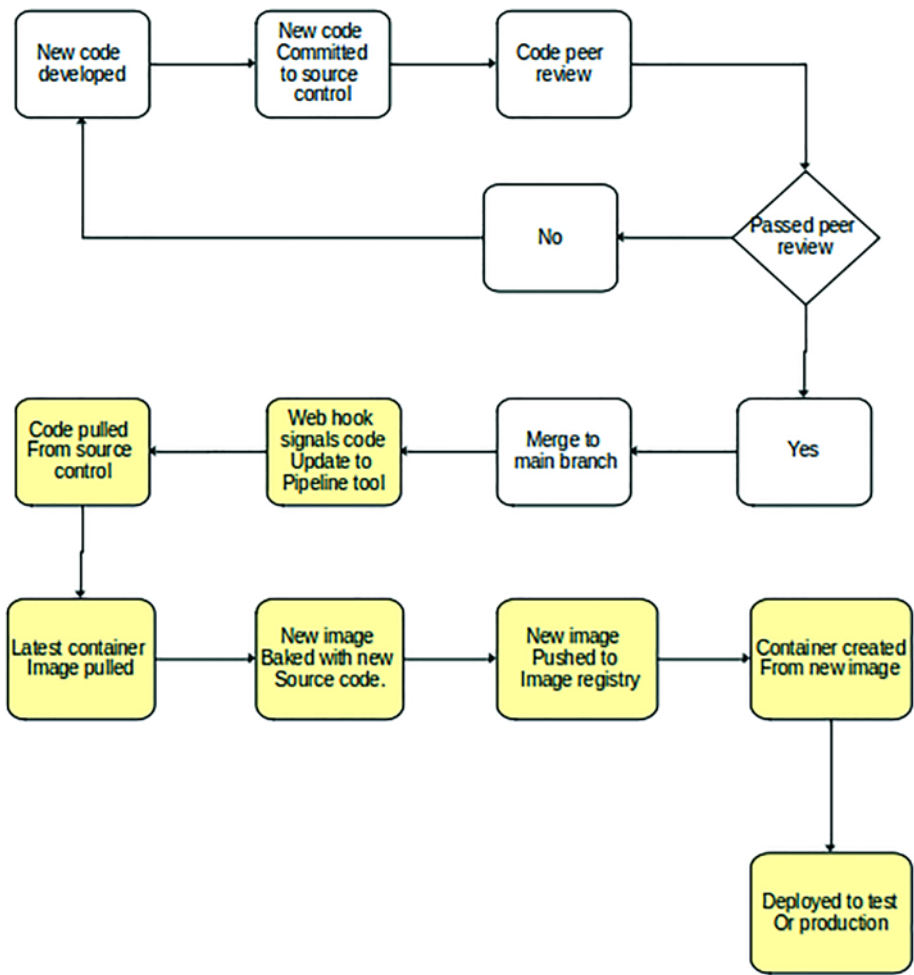 New code
developed
New code
Committed
to source
control
Code peer
review
No
Passed peer
review
Code pulled
From source
control
Web hook
signals code
Update to
Pipeline tool
Merge to
main branch
Yes
Latest container
Image pulled
New image
Baked with new
Source code.
New image
Pushed to
Image registry
Container created
From new image
Deployed to test
Or production